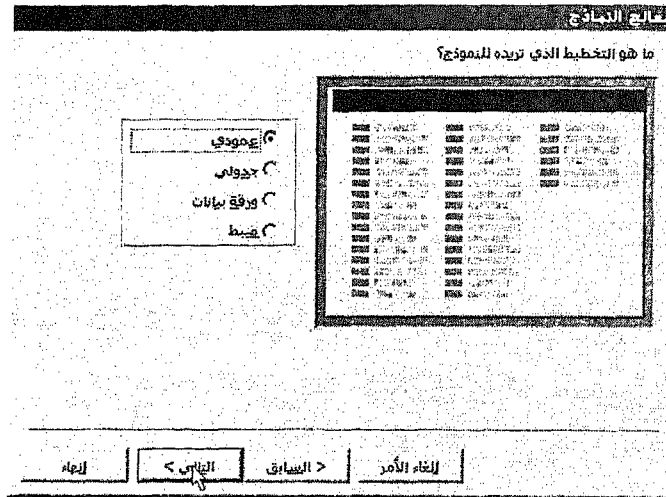 معالج النماذج
ما هو التخطيط الذي تريده للنموذج؟
عمودي
جدولي
ورقة بيانات
ضبط
إلغاء الأمر
< السابق
التالي >
إنهاء